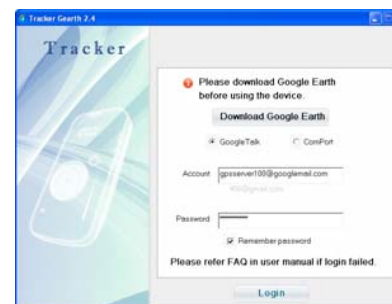 Tracker Gearth 2.4
Tracker
Please download Google Earth
before using the device.
Download Google Earth
GoogleTalk ComPort
Account gpsserver100@googlemail.com
Password
Remember password
Please refer FAQ in user manual if login failed.
Login